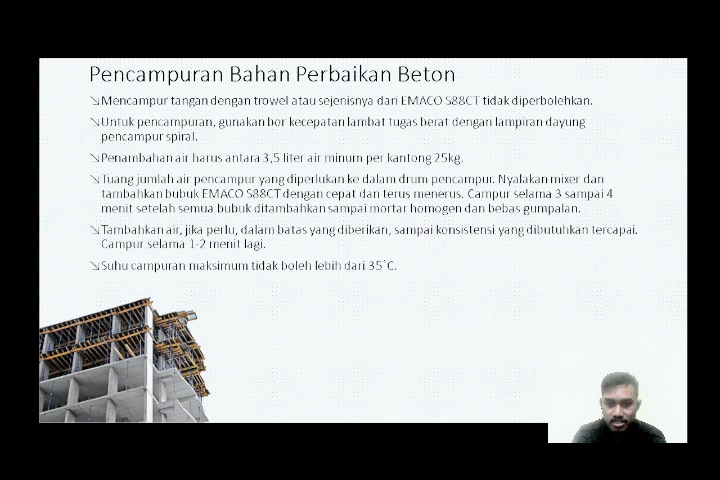 Pencampuran Bahan Perbaikan Beton
Mencampur tangan dengan trowel atau sejenisnya dari EMACO S88CT tidak diperbolehkan.
Untuk pencampuran, gunakan bor kecepatan lambat tugas berat dengan lampiran dayung
pencampur spiral.
Penambahan air harus antara 3,5 liter air minum per kantong 25kg.
Tuang jumlah air pencampur yang diperlukan ke dalam drum pencampur. Nyalakan mixer dan
tambahkan bubuk EMACO S88CT dengan cepat dan terus menerus. Campur selama 3 sampai 4
menit setelah semua bubuk ditambahkan sampai mortar homogen dan bebas gumpalan.
Tambahkan air, jika perlu, dalam batas yang diberikan, sampai konsistensi yang dibutuhkan tercapai.
Campur selama 1-2 menit lagi.
Suhu campuran maksimum tidak boleh lebih dari 35°C.